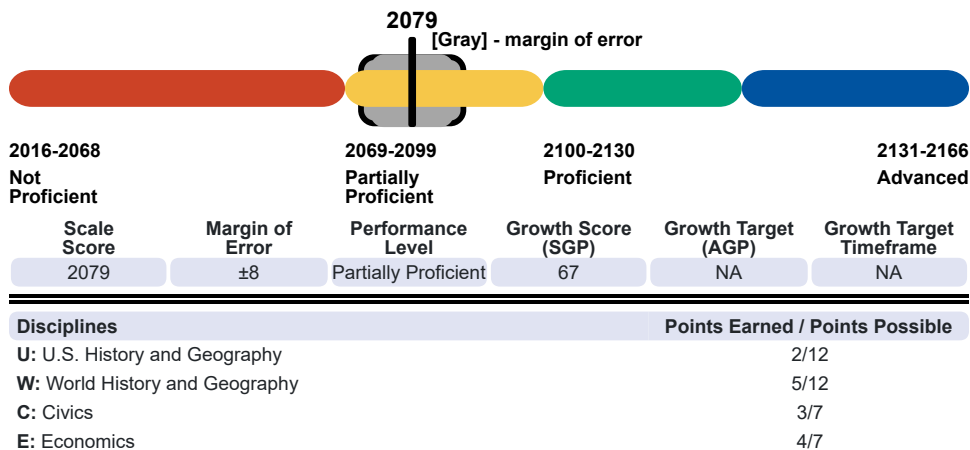 2079
[Gray] - margin of error
2016-2068 2069-2099 2100-2130 2131-2166
Not Proficient Partially Proficient Proficient Advanced
Scale Score Margin of Error Performance Level Growth Score (SGP) Growth Target (AGP) Growth Target Timeframe
2079 ±8 Partially Proficient 67 NA NA
Disciplines Points Earned / Points Possible
U: U.S. History and Geography 2/12
W: World History and Geography 5/12
C: Civics 3/7
E: Economics 4/7